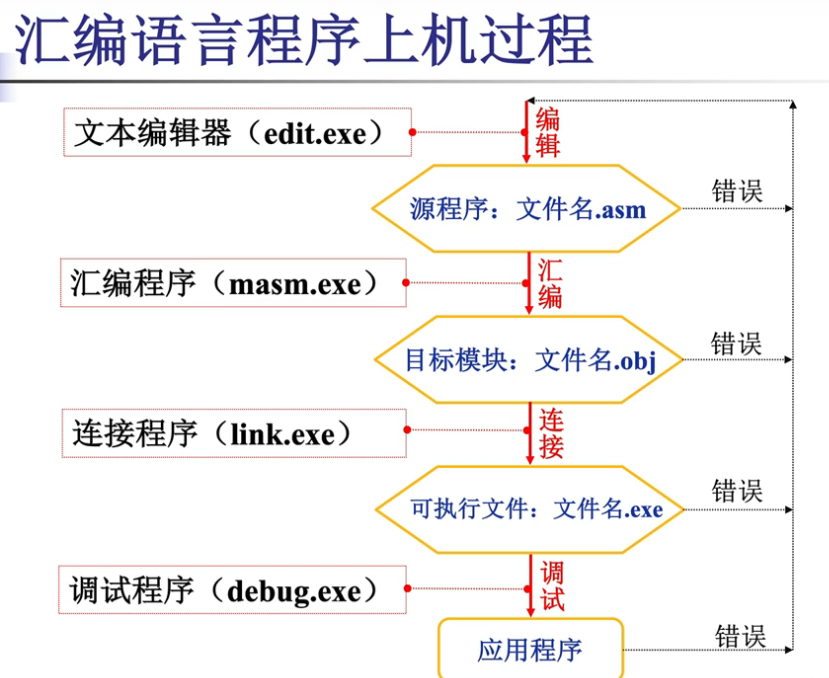 汇编语言程序上机过程
文本编辑器（edit.exe）
编辑
源程序：文件名.asm
错误
汇编程序（masm.exe）
汇编
目标模块：文件名.obj
错误
连接程序（link.exe）
连接
可执行文件：文件名.exe
错误
调试程序（debug.exe）
调试
应用程序
错误